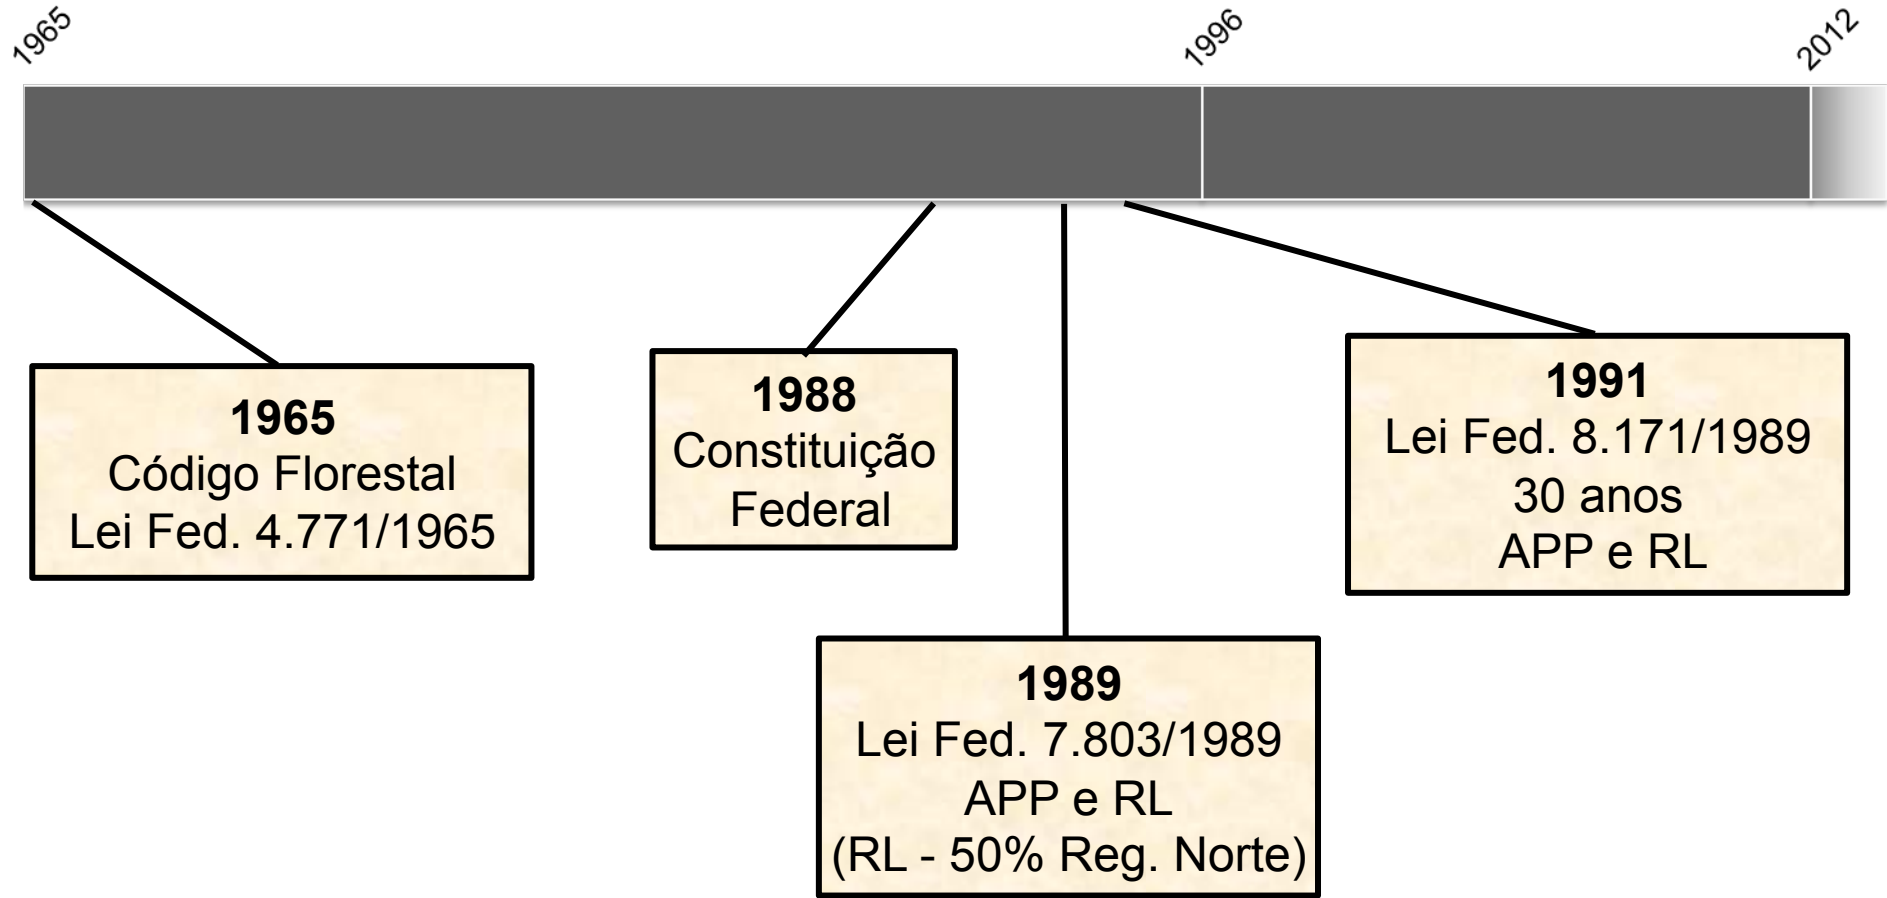 1965
1996
2012
1965
Código Florestal
Lei Fed. 4.771/1965
1988
Constituição
Federal
1989
Lei Fed. 7.803/1989
APP e RL
(RL - 50% Reg. Norte)
1991
Lei Fed. 8.171/1989
30 anos
APP e RL